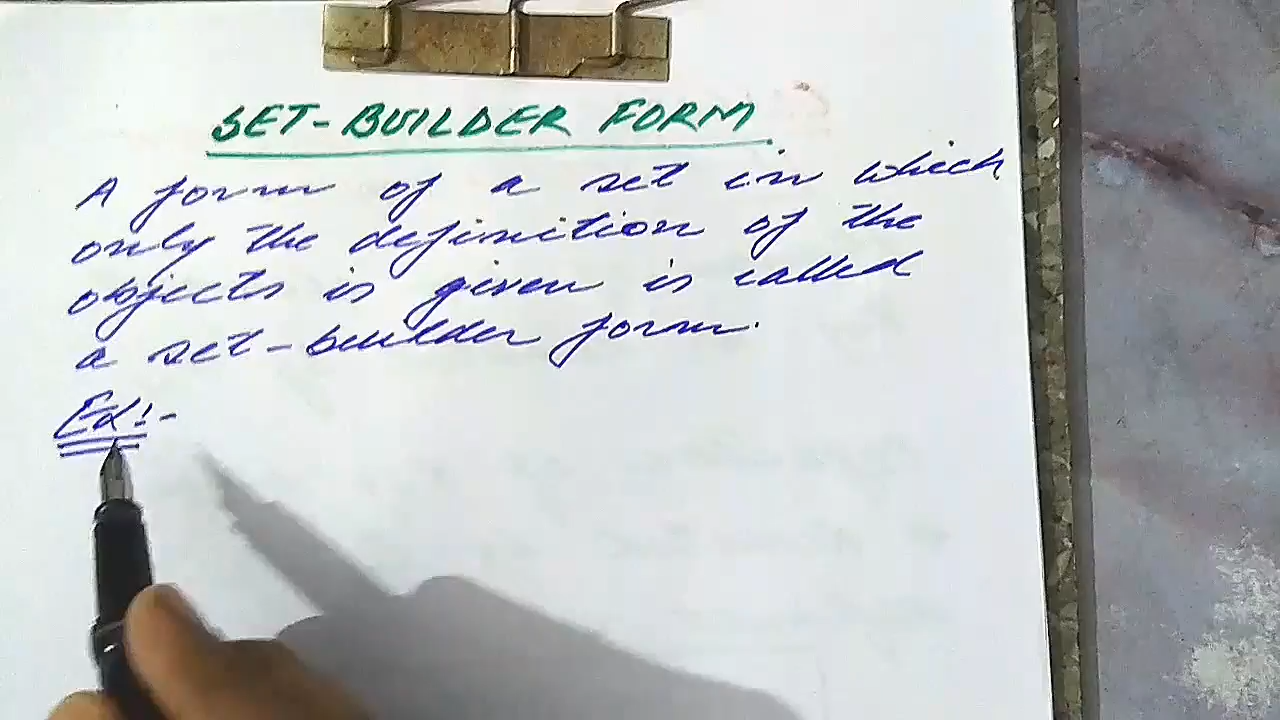 SET-BUILDER FORM.
A form of a set in which
only the definition of the
objects is given is called
a set-builder form.
Ex:-